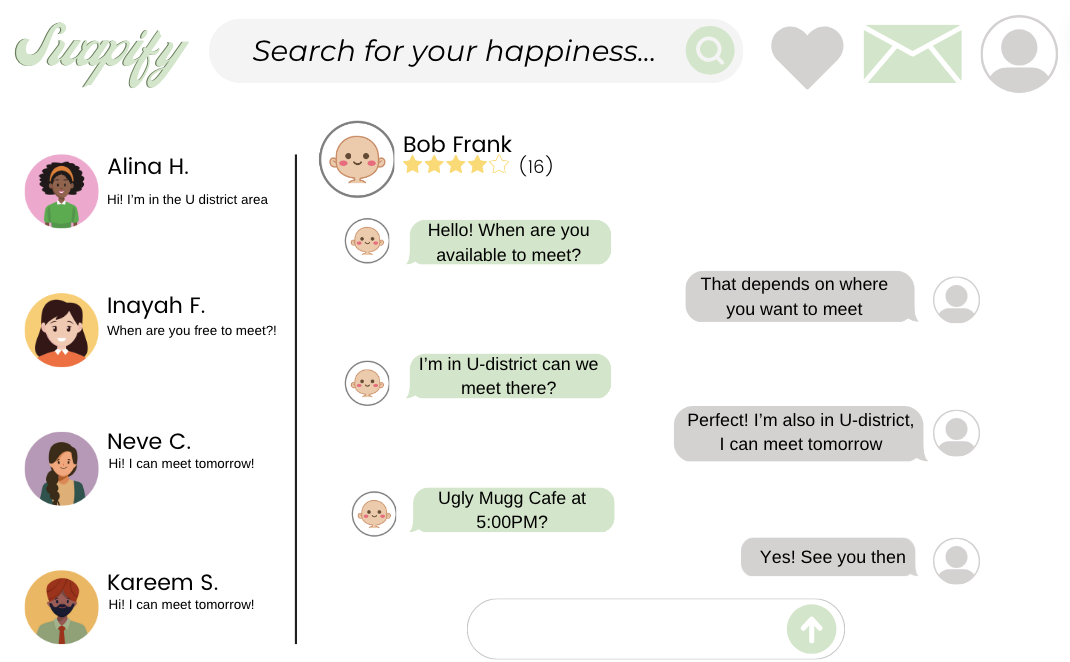 Swapify
Search for your happiness...
Alina H.
Hi! I’m in the U district area
Inayah F.
When are you free to meet?!
Neve C.
Hi! I can meet tomorrow!
Kareem S.
Hi! I can meet tomorrow!
Bob Frank
(16)
Hello! When are you
available to meet?
That depends on where
you want to meet
I’m in U-district can we
meet there?
Perfect! I’m also in U-district,
I can meet tomorrow
Ugly Mugg Cafe at
5:00PM?
Yes! See you then